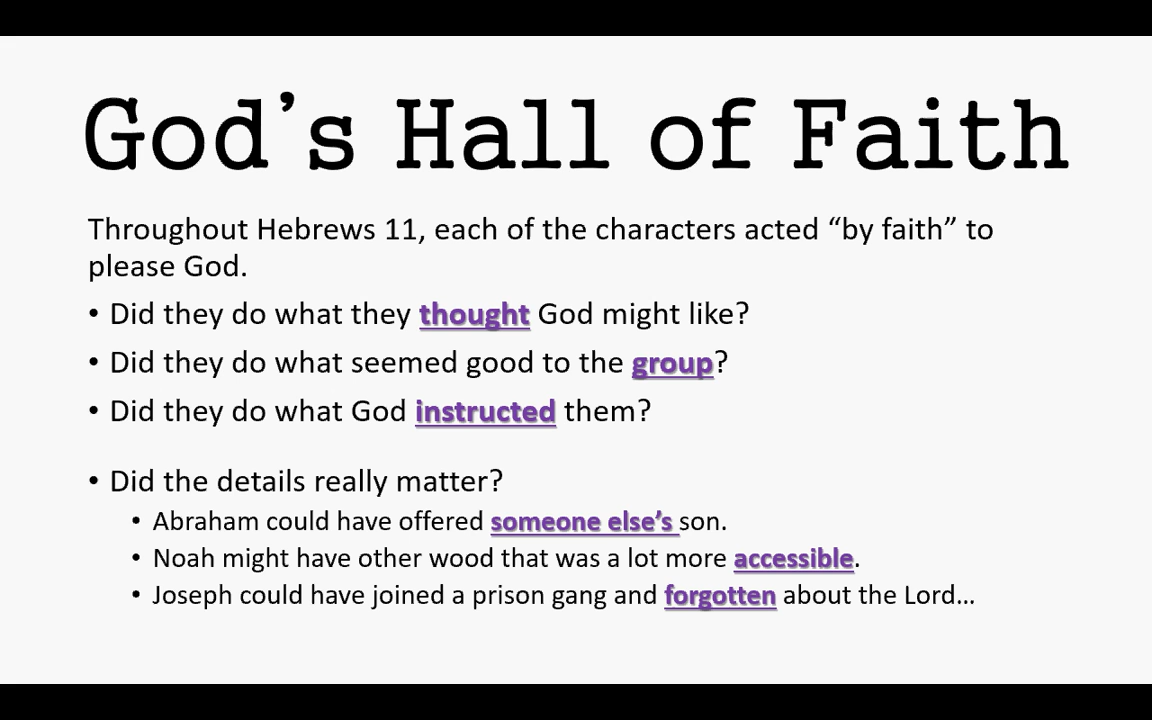 God’s Hall of Faith
Throughout Hebrews 11, each of the characters acted “by faith” to
please God.
• Did they do what they thought God might like?
• Did they do what seemed good to the group?
• Did they do what God instructed them?
• Did the details really matter?
• Abraham could have offered someone else’s son.
• Noah might have other wood that was a lot more accessible.
• Joseph could have joined a prison gang and forgotten about the Lord…